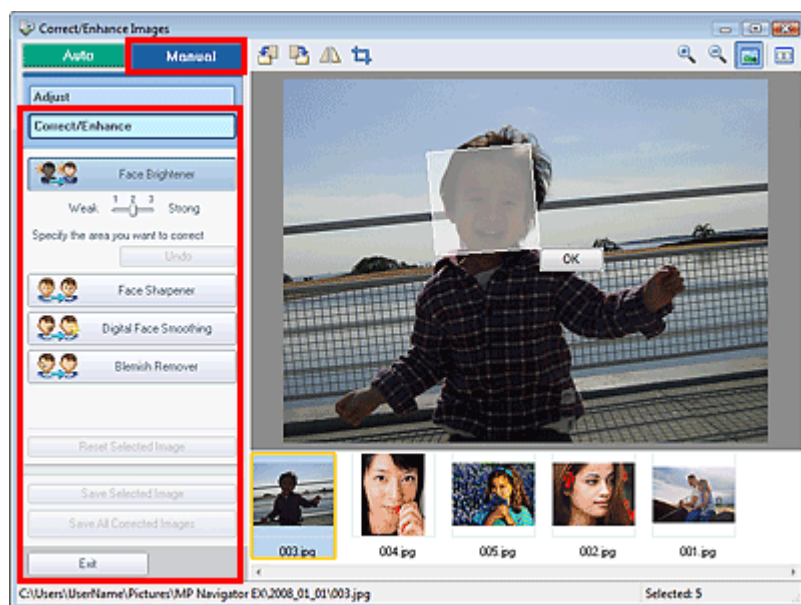 Correct/Enhance Images
Auto
Manual
Adjust
Correct/Enhance
Face Brightener
1 2 3
Weak Strong
Specify the area you want to correct
Undo
Face Sharpener
Digital Face Smoothing
Blemish Remover
Reset Selected Image
Save Selected Image
Save All Corrected Images
Exit
OK
003.jpg
004.jpg
005.jpg
002.jpg
001.jpg
C:\Users\UserName\Pictures\MP Navigator EX\2008_01_01\003.jpg
Selected: 5